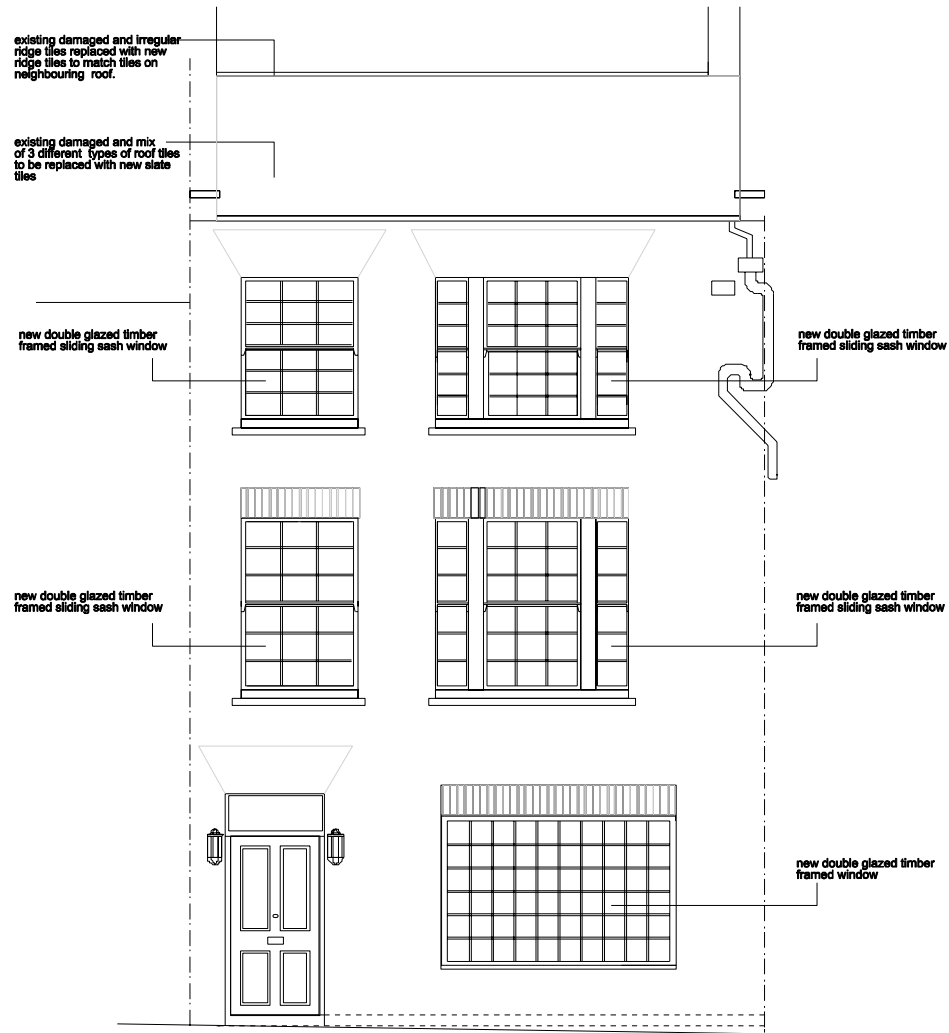 existing damaged and irregular
ridge tiles replaced with new
ridge tiles to match tiles on
neighbouring roof.
existing damaged and mix
of 3 different types of roof tiles
to be replaced with new slate
tiles
new double glazed timber
framed sliding sash window
new double glazed timber
framed sliding sash window
new double glazed timber
framed sliding sash window
new double glazed timber
framed sliding sash window
new double glazed timber
framed window